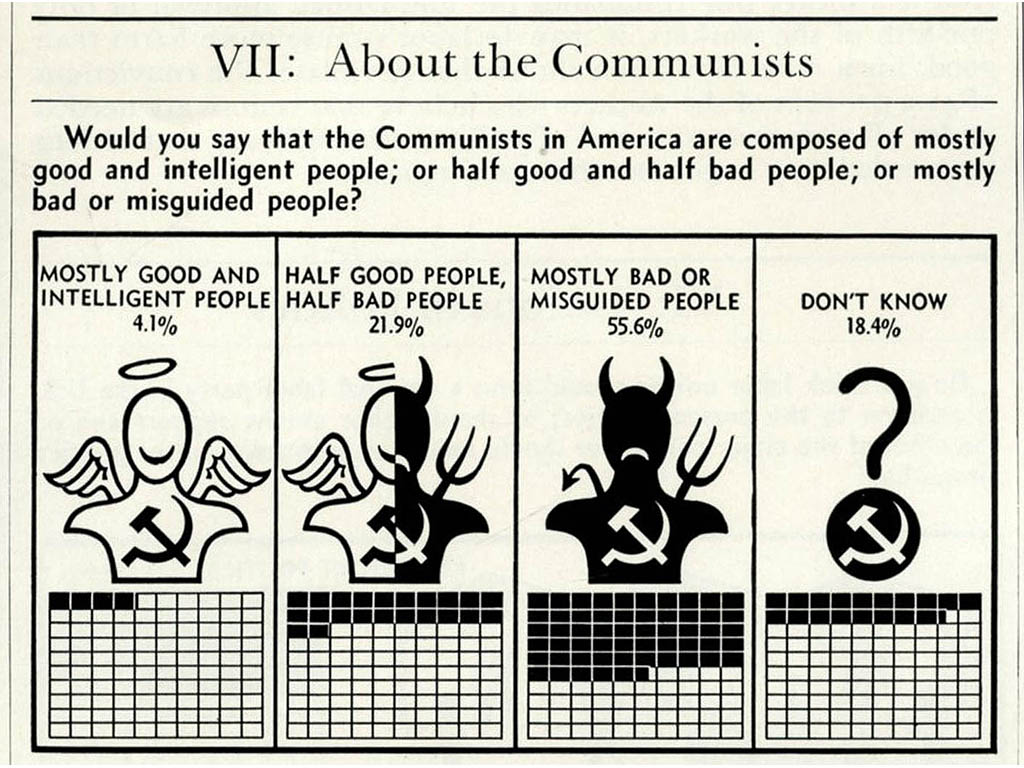 VII: About the Communists
Would you say that the Communists in America are composed of mostly
good and intelligent people; or half good and half bad people; or mostly
bad or misguided people?
MOSTLY GOOD AND
INTELLIGENT PEOPLE
4.1%
HALF GOOD PEOPLE,
HALF BAD PEOPLE
21.9%
MOSTLY BAD OR
MISGUIDED PEOPLE
55.6%
DON'T KNOW
18.4%